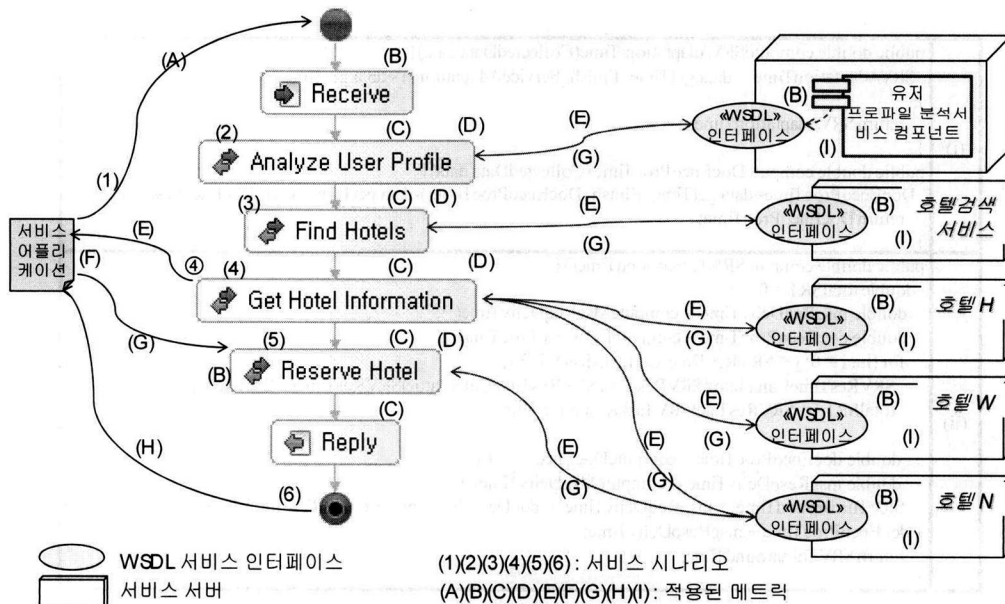 (A)
(B)
Receive
(1)
(2)
(C)
(D)
Analyze User Profile
(E)
(G)
«WSDL»
인터페이스
(B)
(I)
유저
프로파일 분석서
비스 컴포넌트
(3)
(C)
(D)
Find Hotels
(E)
(G)
«WSDL»
인터페이스
(B)
(I)
호텔검색
서비스
서비스
어플리
케이션
(E)
(F)
④
(4)
(C)
(D)
Get Hotel Information
(E)
(G)
«WSDL»
인터페이스
(B)
(I)
호텔 H
(G)
(5)
(C)
(D)
(B)
Reserve Hotel
(E)
(G)
«WSDL»
인터페이스
(B)
(I)
호텔 W
(C)
Reply
(H)
(E)
(G)
(E)
(G)
«WSDL»
인터페이스
(B)
(I)
호텔 N
(6)
WSDL 서비스 인터페이스
서비스 서버
(1)(2)(3)(4)(5)(6) : 서비스 시나리오
(A)(B)(C)(D)(E)(F)(G)(H)(I) : 적용된 메트릭